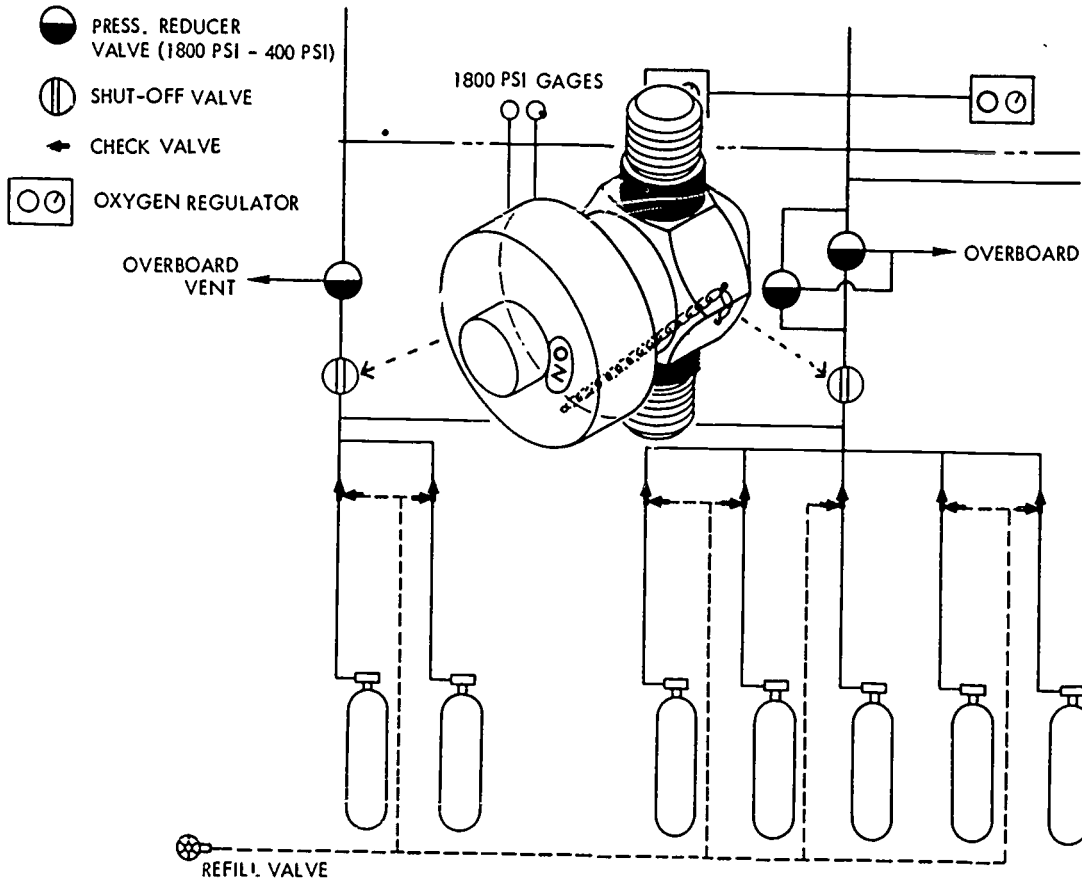 PRESS. REDUCER
VALVE (1800 PSI - 400 PSI)
SHUT-OFF VALVE
CHECK VALVE
OXYGEN REGULATOR
1800 PSI GAGES
OVERBOARD
VENT
OVERBOARD
ON
REFILL VALVE